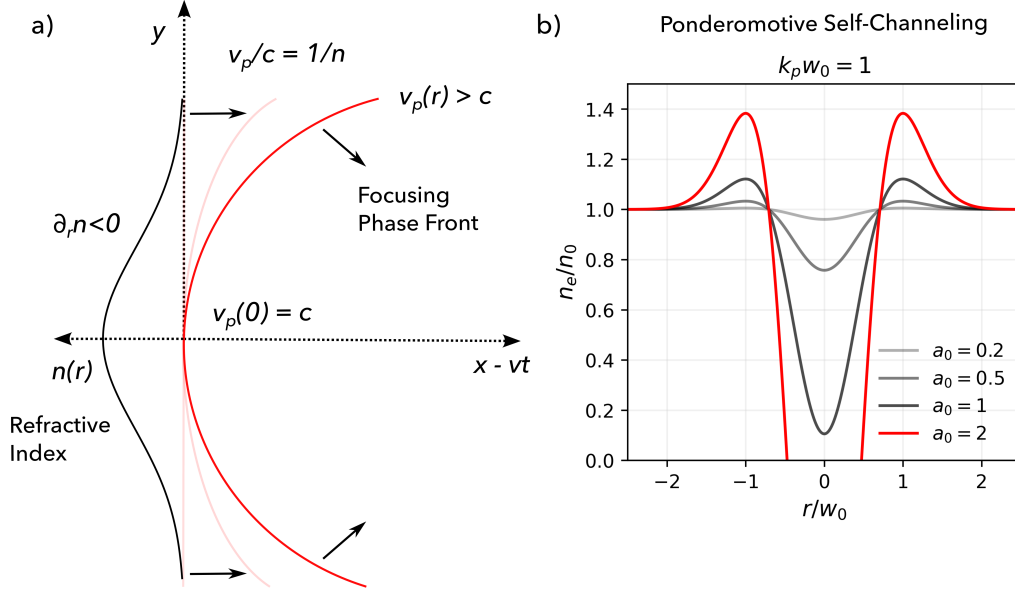 a)
y
v_p/c = 1/n
v_p(r) > c
Focusing
Phase Front
∂_r n<0
v_p(0) = c
n(r)
x - vt
Refractive
Index
b)
Ponderomotive Self-Channeling
k_p w_0 = 1
n_e/n_0
1.4
1.2
1.0
0.8
0.6
0.4
0.2
0.0
a_0 = 0.2
a_0 = 0.5
a_0 = 1
a_0 = 2
−2
−1
0
1
2
r/w_0